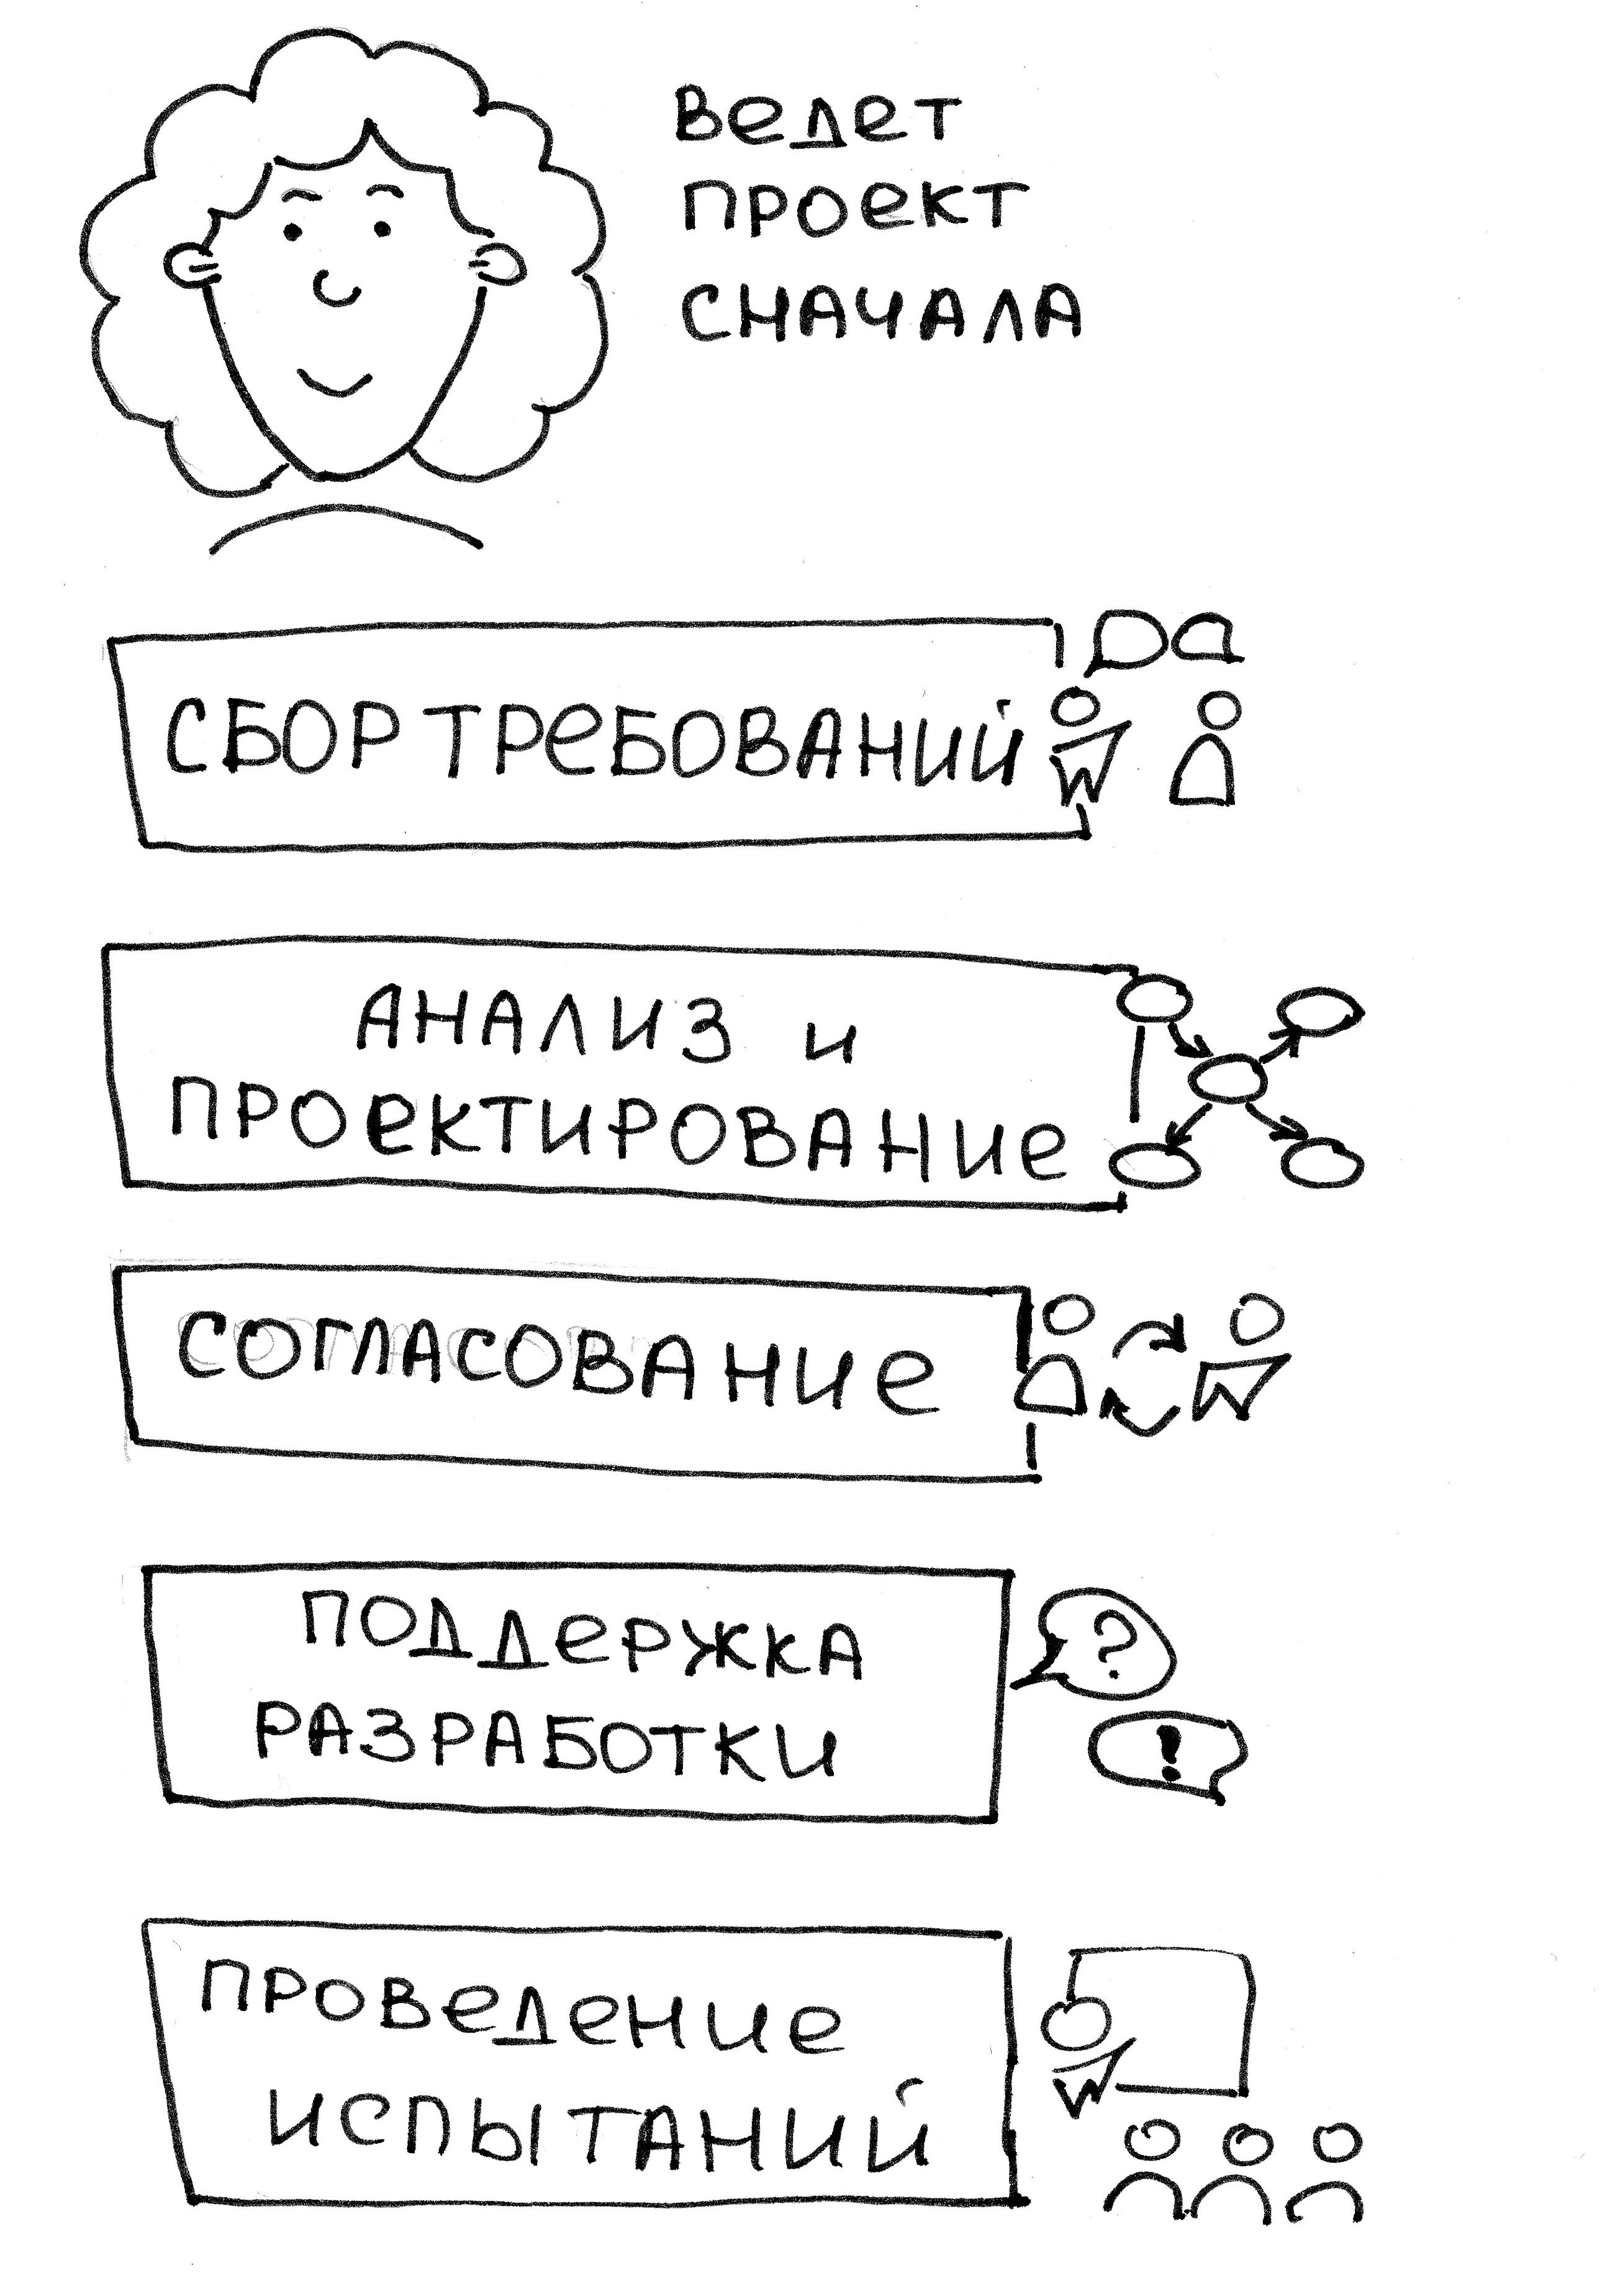 ВЕДЕТ
ПРОЕКТ
СНАЧАЛА
СБОР ТРЕБОВАНИЙ
АНАЛИЗ И
ПРОЕКТИРОВАНИЕ
СОГЛАСОВАНИЕ
ПОДДЕРЖКА
РАЗРАБОТКИ
?
!
ПРОВЕДЕНИЕ
ИСПЫТАНИЙ